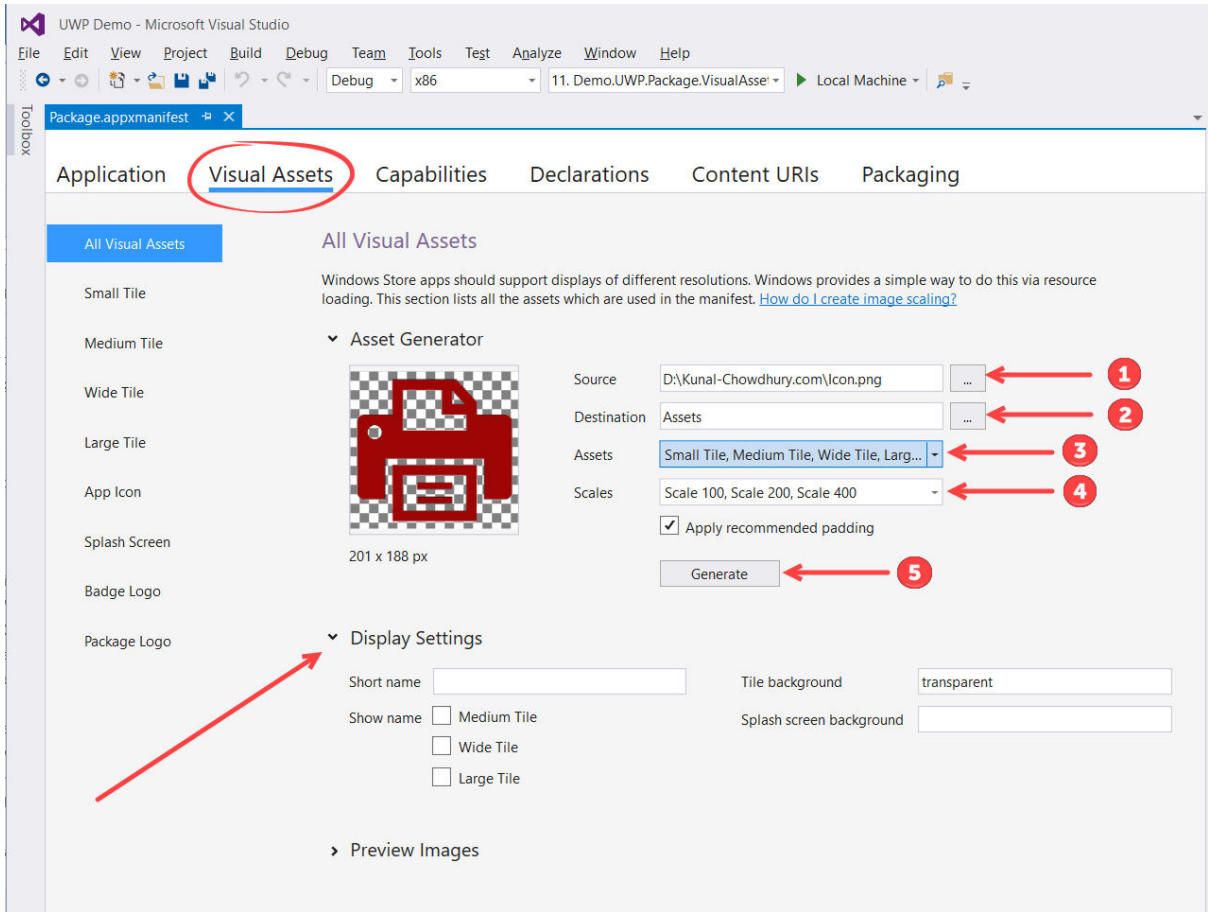 UWP Demo - Microsoft Visual Studio
File Edit View Project Build Debug Team Tools Test Analyze Window Help
Debug x86 11. Demo.UWP.Package.VisualAsset Local Machine
Toolbox
Package.appxmanifest
Application Visual Assets Capabilities Declarations Content URIs Packaging
All Visual Assets
Small Tile
Medium Tile
Wide Tile
Large Tile
App Icon
Splash Screen
Badge Logo
Package Logo
All Visual Assets
Windows Store apps should support displays of different resolutions. Windows provides a simple way to do this via resource
loading. This section lists all the assets which are used in the manifest. How do I create image scaling?
Asset Generator
201 x 188 px
Source D:\Kunal-Chowdhury.com\Icon.png ... 1
Destination Assets ... 2
Assets Small Tile, Medium Tile, Wide Tile, Larg... 3
Scales Scale 100, Scale 200, Scale 400 4
Apply recommended padding
Generate 5
Display Settings
Short name
Show name Medium Tile
Wide Tile
Large Tile
Tile background transparent
Splash screen background
Preview Images